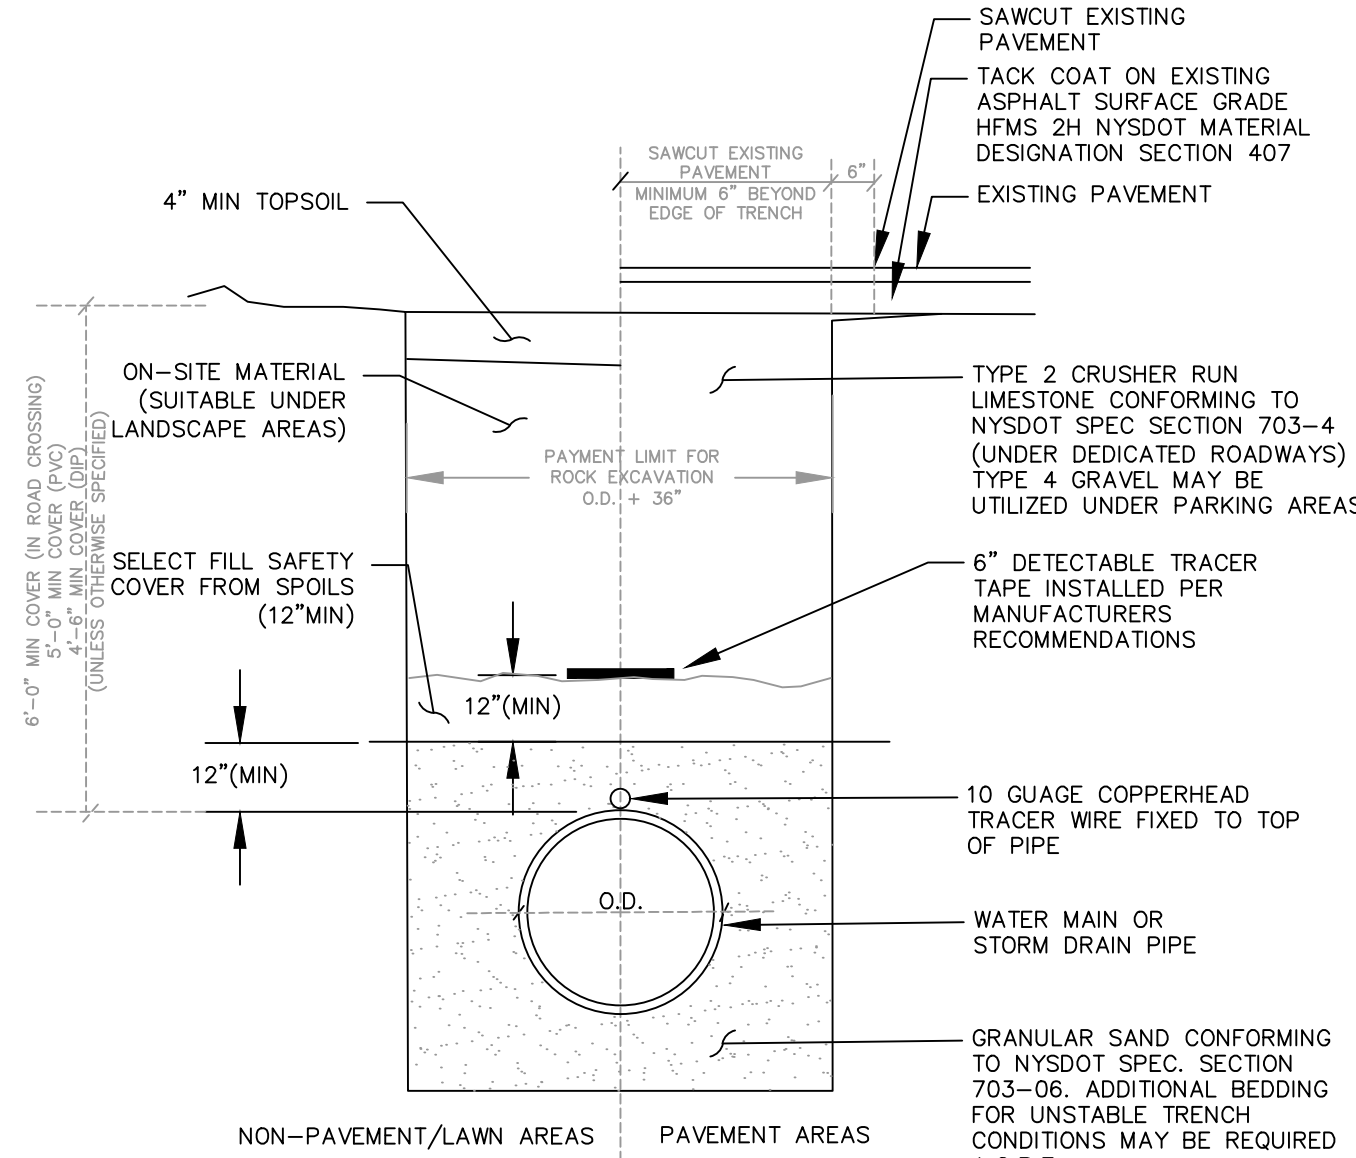 SAWCUT EXISTING
PAVEMENT
TACK COAT ON EXISTING
ASPHALT SURFACE GRADE
HFMS 2H NYSDOT MATERIAL
DESIGNATION SECTION 407
EXISTING PAVEMENT
SAWCUT EXISTING
PAVEMENT
MINIMUM 6" BEYOND
EDGE OF TRENCH
6"
4" MIN TOPSOIL
ON-SITE MATERIAL
(SUITABLE UNDER
LANDSCAPE AREAS)
TYPE 2 CRUSHER RUN
LIMESTONE CONFORMING TO
NYSDOT SPEC SECTION 703-4
(UNDER DEDICATED ROADWAYS)
TYPE 4 GRAVEL MAY BE
UTILIZED UNDER PARKING AREAS
PAYMENT LIMIT FOR
ROCK EXCAVATION
O.D. + 36"
6'-0" MIN COVER (IN ROAD CROSSING)
5'-0" MIN COVER (PVC)
4'-6" MIN COVER (DIP)
(UNLESS OTHERWISE SPECIFIED)
SELECT FILL SAFETY
COVER FROM SPOILS
(12"MIN)
6" DETECTABLE TRACER
TAPE INSTALLED PER
MANUFACTURERS
RECOMMENDATIONS
12"(MIN)
12"(MIN)
10 GUAGE COPPERHEAD
TRACER WIRE FIXED TO TOP
OF PIPE
O.D.
WATER MAIN OR
STORM DRAIN PIPE
GRANULAR SAND CONFORMING
TO NYSDOT SPEC. SECTION
703-06. ADDITIONAL BEDDING
FOR UNSTABLE TRENCH
CONDITIONS MAY BE REQUIRED
NON-PAVEMENT/LAWN AREAS
PAVEMENT AREAS